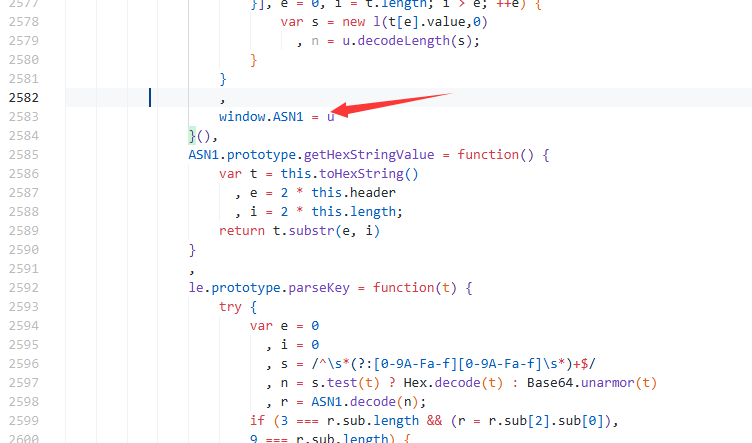 2577 }], e = 0, i = t.length; i > e; ++e) {
2578 var s = new l(t[e].value,0)
2579 , n = u.decodeLength(s);
2580 }
2581 }
2582 ,
2583 window.ASN1 = u
2584 }(),
2585 ASN1.prototype.getHexStringValue = function() {
2586 var t = this.toHexString()
2587 , e = 2 * this.header
2588 , i = 2 * this.length;
2589 return t.substr(e, i)
2590 }
2591 ,
2592 le.prototype.parseKey = function(t) {
2593 try {
2594 var e = 0
2595 , i = 0
2596 , s = /^\s*(?:[0-9A-Fa-f][0-9A-Fa-f]\s*)+$/
2597 , n = s.test(t) ? Hex.decode(t) : Base64.unarmor(t)
2598 , r = ASN1.decode(n);
2599 if (3 === r.sub.length && (r = r.sub[2].sub[0]),
2600 9 === r.sub.length) {